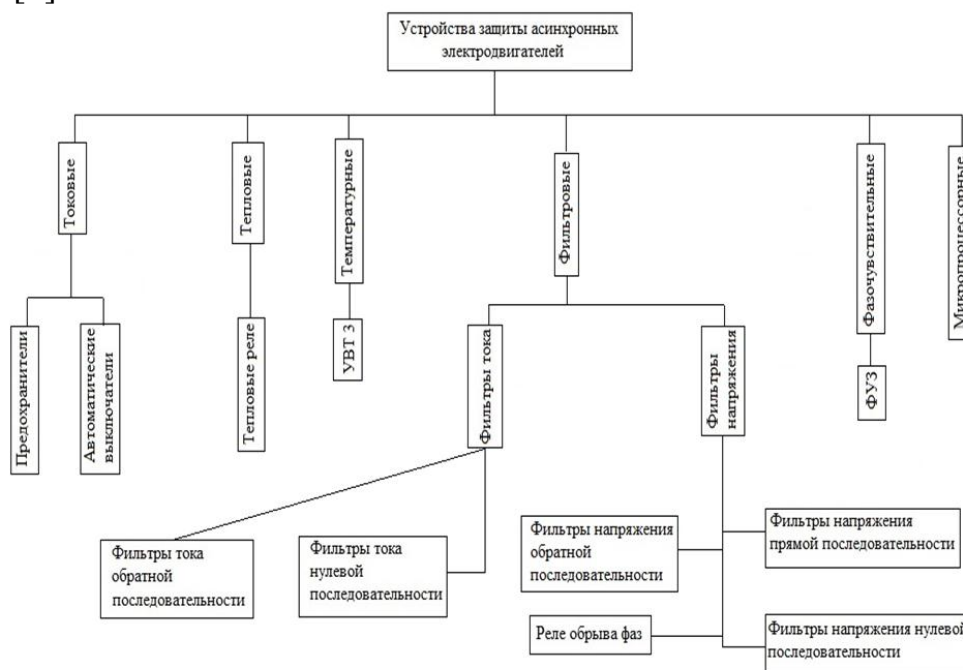 Устройства защиты асинхронных
электродвигателей
Токовые
Тепловые
Температурные
Фильтровые
Фазочувствительные
Микропроцессорные
Предохранители
Автоматические
выключатели
Тепловые реле
УВТ З
Фильтры тока
Фильтры
напряжения
ФУЗ
Фильтры тока
обратной
последовательности
Фильтры тока
нулевой
последовательности
Фильтры напряжения
обратной
последовательности
Фильтры напряжения
прямой последовательности
Реле обрыва фаз
Фильтры напряжения нулевой
последовательности